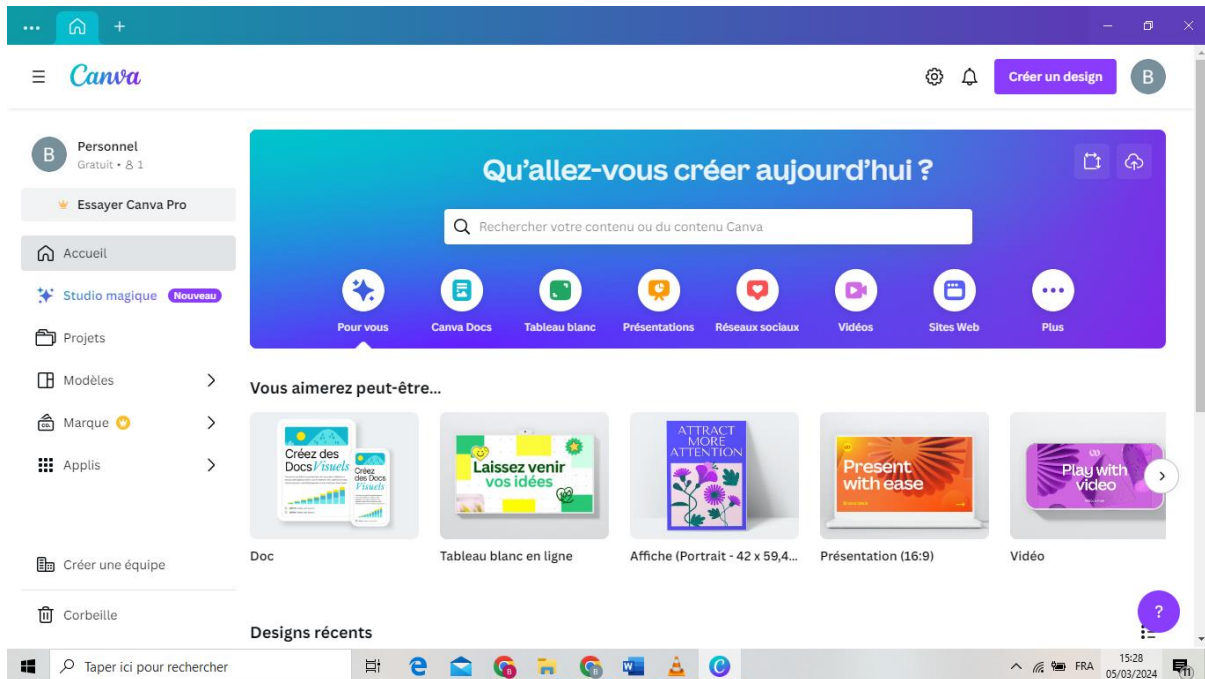 Canva
Créer un design
B
B
Personnel
Gratuit • 1
Essayer Canva Pro
Accueil
Studio magique Nouveau
Projets
Modèles
Marque
Applis
Créer une équipe
Corbeille
Qu'allez-vous créer aujourd'hui ?
Rechercher votre contenu ou du contenu Canva
Pour vous
Canva Docs
Tableau blanc
Présentations
Réseaux sociaux
Vidéos
Sites Web
Plus
Vous aimerez peut-être...
Créez des
Docs Visuels
Créez
des Docs
Visuels
Laissez venir
vos idées
ATTRACT
MORE
ATTENTION
Present
with ease
Play with
video
Doc
Tableau blanc en ligne
Affiche (Portrait - 42 x 59,4...
Présentation (16:9)
Vidéo
Designs récents
?
Taper ici pour rechercher
FRA
15:28
05/03/2024
11